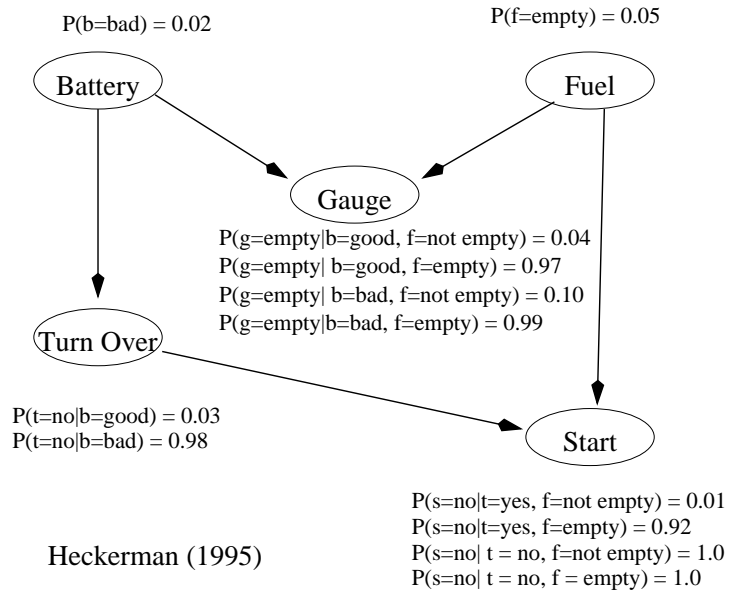 P(b=bad) = 0.02
P(f=empty) = 0.05
Battery
Fuel
Gauge
P(g=empty|b=good, f=not empty) = 0.04
P(g=empty| b=good, f=empty) = 0.97
P(g=empty| b=bad, f=not empty) = 0.10
P(g=empty|b=bad, f=empty) = 0.99
Turn Over
P(t=no|b=good) = 0.03
P(t=no|b=bad) = 0.98
Start
P(s=no|t=yes, f=not empty) = 0.01
P(s=no|t=yes, f=empty) = 0.92
P(s=no| t = no, f=not empty) = 1.0
P(s=no| t = no, f = empty) = 1.0
Heckerman (1995)